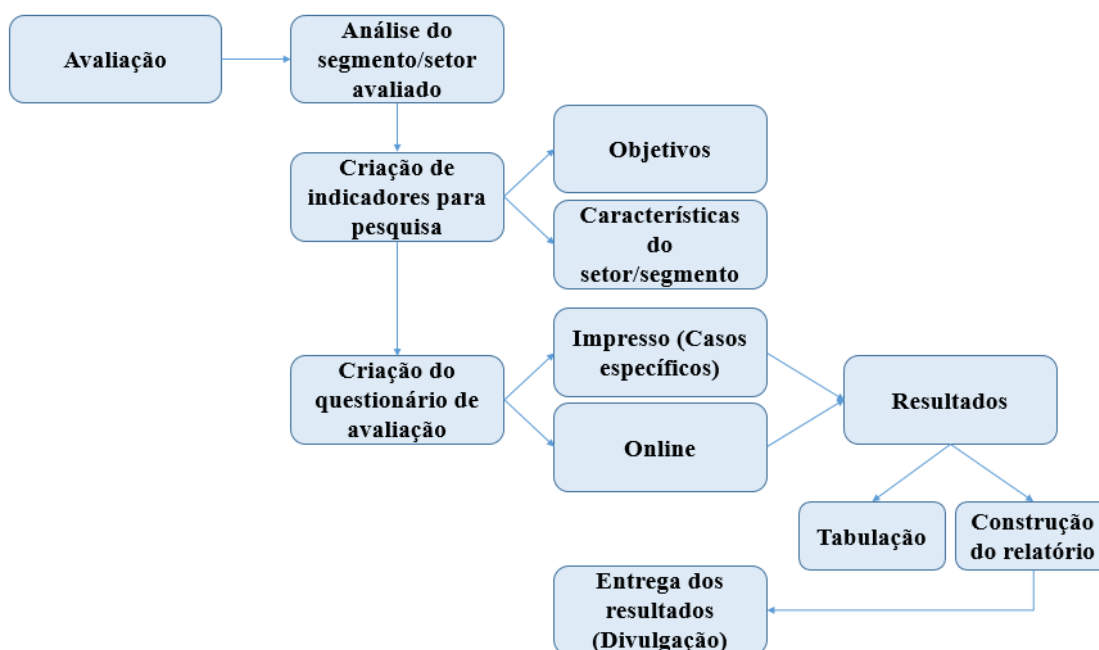 Avaliação
Análise do
segmento/setor
avaliado
Criação de
indicadores para
pesquisa
Objetivos
Características
do
setor/segmento
Criação do
questionário de
avaliação
Impresso (Casos
específicos)
Online
Resultados
Tabulação
Construção
do relatório
Entrega dos
resultados
(Divulgação)